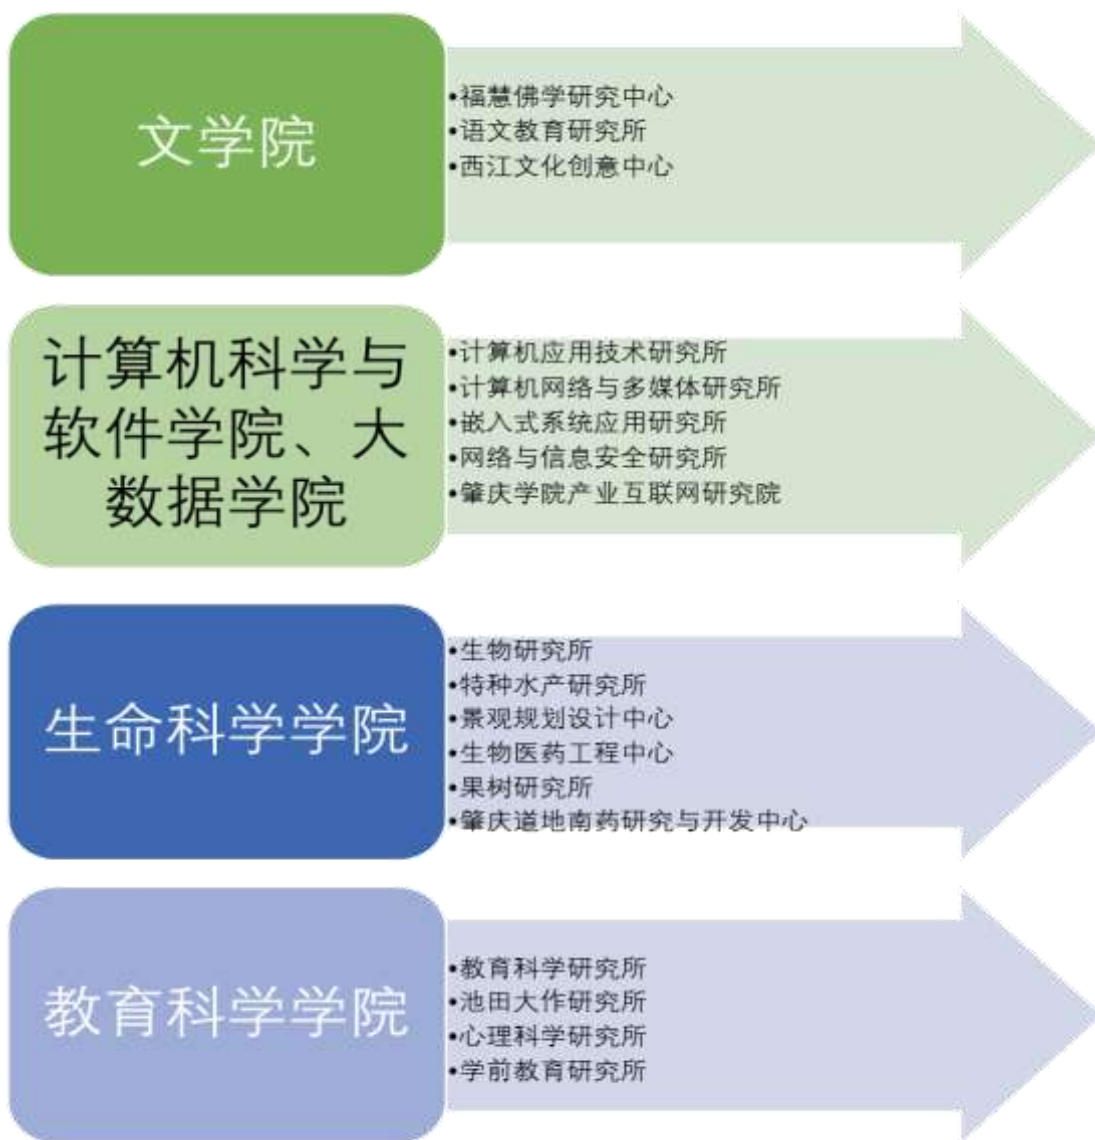 文学院
•福慧佛学研究中心
•语文教育研究所
•西江文化创意中心
计算机科学与
软件学院、大
数据学院
•计算机应用技术研究所
•计算机网络与多媒体研究所
•嵌入式系统应用研究所
•网络与信息安全研究所
•肇庆学院产业互联网研究院
生命科学学院
•生物研究所
•特种水产研究所
•景观规划设计中心
•生物医药工程中心
•果树研究所
•肇庆道地南药研究与开发中心
教育科学学院
•教育科学研究所
•池田大作研究所
•心理科学研究所
•学前教育研究所